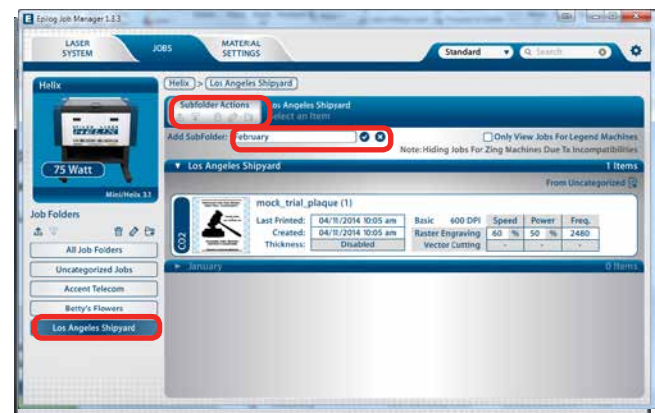 Epilog Job Manager 1.3.3
LASER SYSTEM
JOBS
MATERIAL SETTINGS
Standard
Search
Helix
Helix > Los Angeles Shipyard
Subfolder Actions
Los Angeles Shipyard
Select an Item
Add SubFolder: February
Only View Jobs For Legend Machines
Note: Hiding Jobs For Zing Machines Due To Incompatibilities
75 Watt
Mini/Helix 3.1
Los Angeles Shipyard 1 Items
From Uncategorized
mock_trial_plaque (1)
Last Printed: 04/11/2014 10:05 am
Created: 04/11/2014 10:05 am
Thickness: Disabled
Basic 600 DPI Speed Power Freq.
Raster Engraving 60 % 50 % 2480
Vector Cutting - - -
CO2
January 0 Items
Job Folders
All Job Folders
Uncategorized Jobs
Accent Telecom
Betty's Flowers
Los Angeles Shipyard